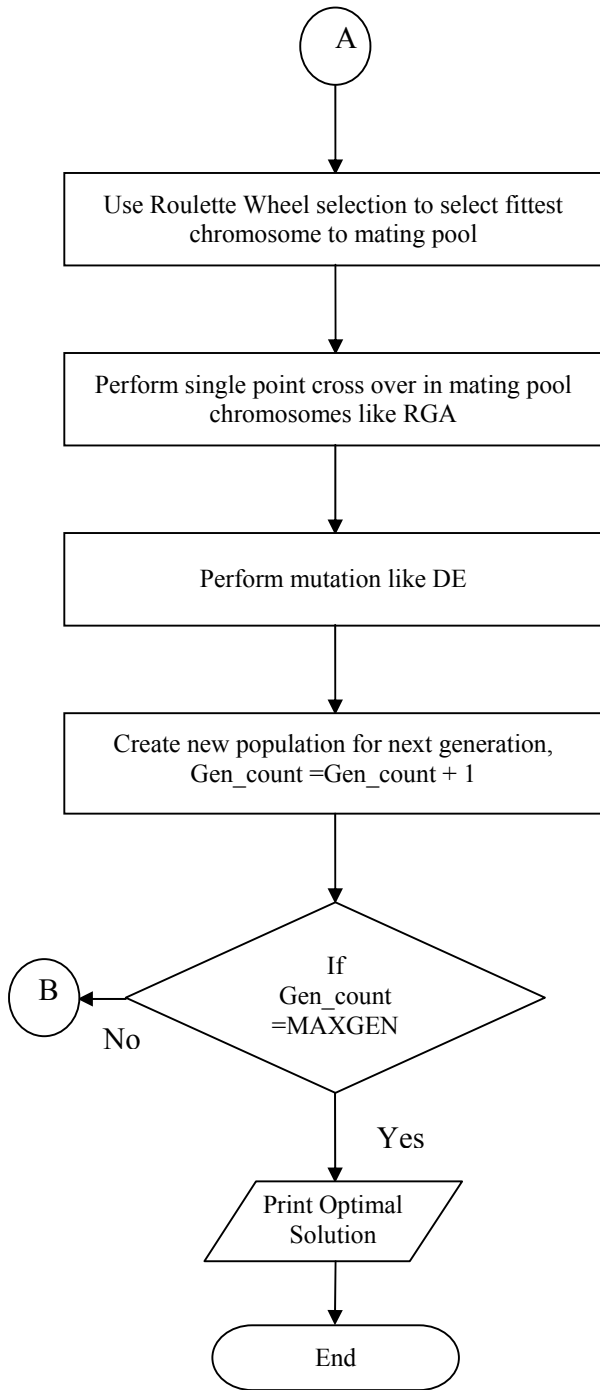 A
Use Roulette Wheel selection to select fittest
chromosome to mating pool
Perform single point cross over in mating pool
chromosomes like RGA
Perform mutation like DE
Create new population for next generation,
Gen_count =Gen_count + 1
If
Gen_count
=MAXGEN
B
No
Yes
Print Optimal
Solution
End